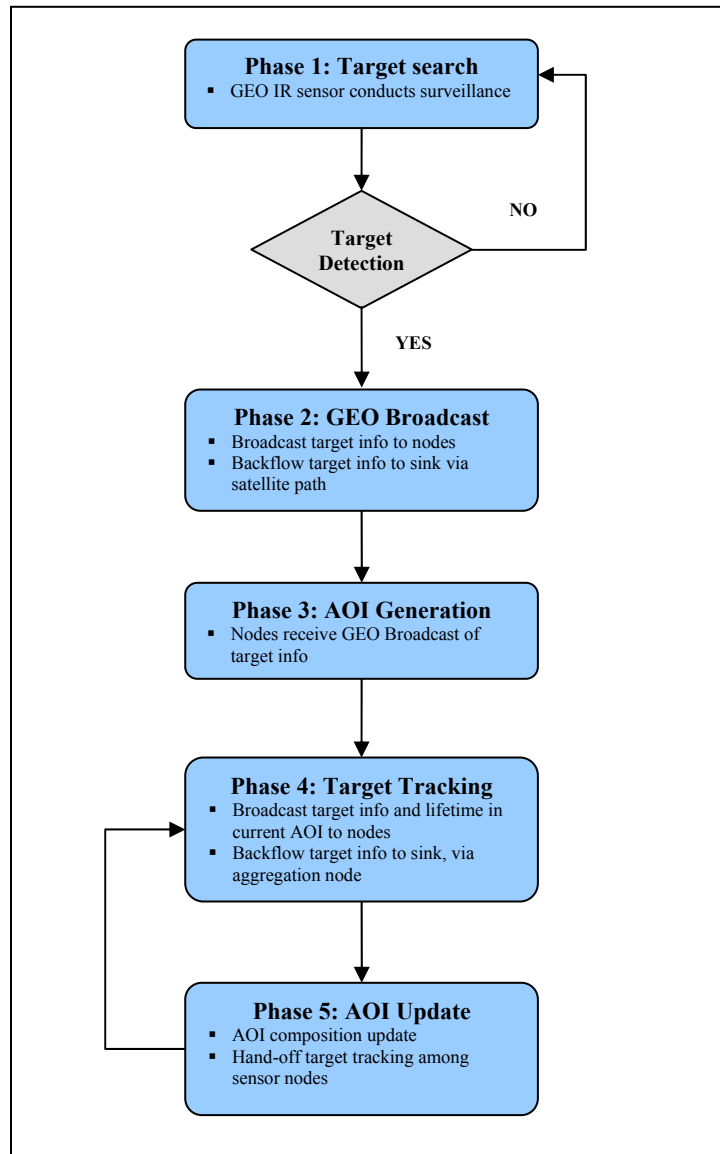 Phase 1: Target search
▪ GEO IR sensor conducts surveillance
NO
Target
Detection
YES
Phase 2: GEO Broadcast
▪ Broadcast target info to nodes
▪ Backflow target info to sink via
satellite path
Phase 3: AOI Generation
▪ Nodes receive GEO Broadcast of
target info
Phase 4: Target Tracking
▪ Broadcast target info and lifetime in
current AOI to nodes
▪ Backflow target info to sink, via
aggregation node
Phase 5: AOI Update
▪ AOI composition update
▪ Hand-off target tracking among
sensor nodes